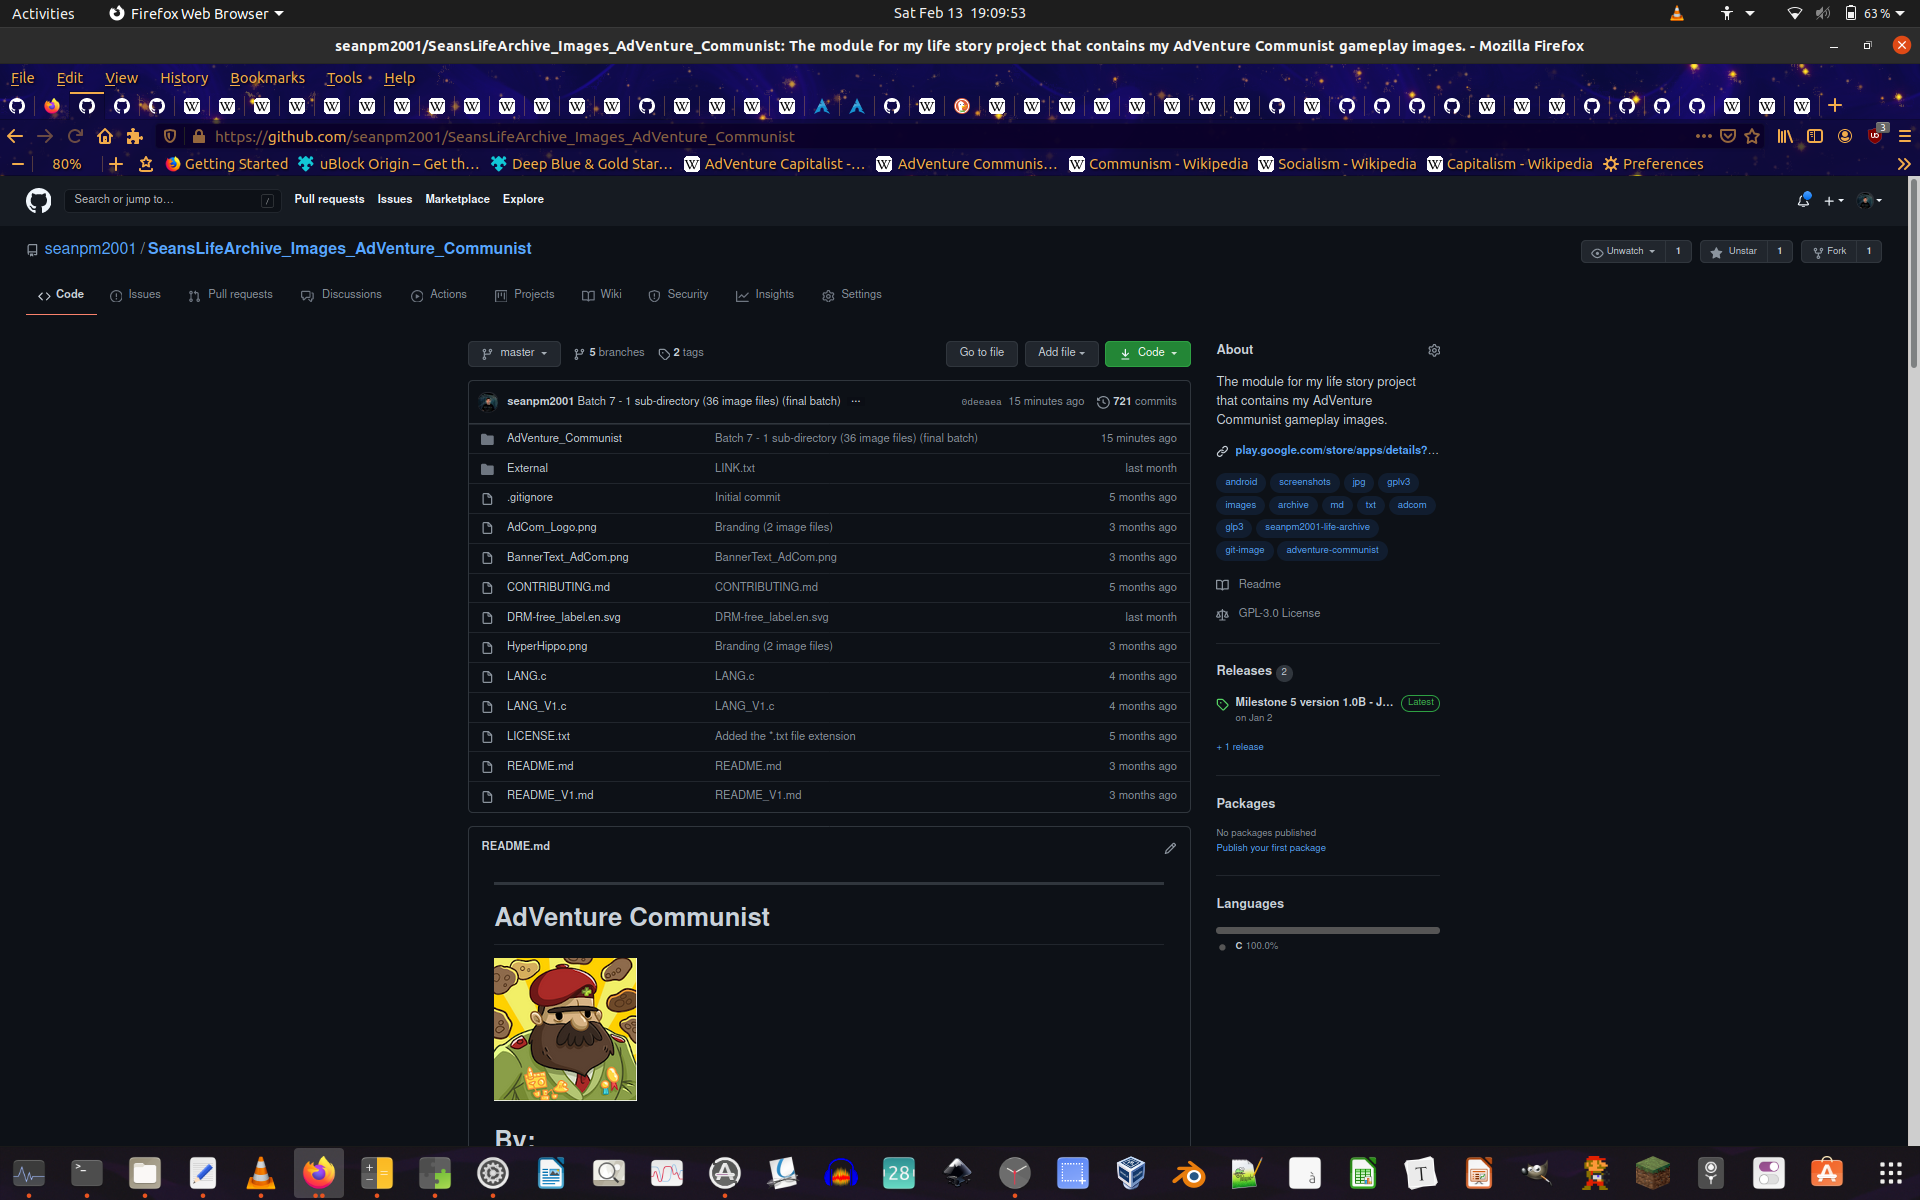 Activities Firefox Web Browser Sat Feb 13 19:09:53 63 %
seanpm2001/SeansLifeArchive_Images_AdVenture_Communist: The module for my life story project that contains my AdVenture Communist gameplay images. - Mozilla Firefox
File Edit View History Bookmarks Tools Help
https://github.com/seanpm2001/SeansLifeArchive_Images_AdVenture_Communist 3
80% Getting Started uBlock Origin – Get th… Deep Blue & Gold Star… AdVenture Capitalist -… AdVenture Communis… Communism - Wikipedia Socialism - Wikipedia Capitalism - Wikipedia Preferences
Search or jump to… / Pull requests Issues Marketplace Explore
seanpm2001 / SeansLifeArchive_Images_AdVenture_Communist Unwatch 1 Unstar 1 Fork 1
Code Issues Pull requests Discussions Actions Projects Wiki Security Insights Settings
master 5 branches 2 tags Go to file Add file Code
seanpm2001 Batch 7 - 1 sub-directory (36 image files) (final batch) ... 0deeaea 15 minutes ago 721 commits
AdVenture_Communist Batch 7 - 1 sub-directory (36 image files) (final batch) 15 minutes ago
External LINK.txt last month
.gitignore Initial commit 5 months ago
AdCom_Logo.png Branding (2 image files) 3 months ago
BannerText_AdCom.png BannerText_AdCom.png 3 months ago
CONTRIBUTING.md CONTRIBUTING.md 5 months ago
DRM-free_label.en.svg DRM-free_label.en.svg last month
HyperHippo.png Branding (2 image files) 3 months ago
LANG.c LANG.c 4 months ago
LANG_V1.c LANG_V1.c 4 months ago
LICENSE.txt Added the *.txt file extension 5 months ago
README.md README.md 3 months ago
README_V1.md README_V1.md 3 months ago
README.md
AdVenture Communist
By:
About
The module for my life story project
that contains my AdVenture
Communist gameplay images.
play.google.com/store/apps/details?…
android screenshots jpg gplv3
images archive md txt adcom
glp3 seanpm2001-life-archive
git-image adventure-communist
Readme
GPL-3.0 License
Releases 2
Milestone 5 version 1.0B - J… Latest
on Jan 2
+ 1 release
Packages
No packages published
Publish your first package
Languages
C 100.0%
28